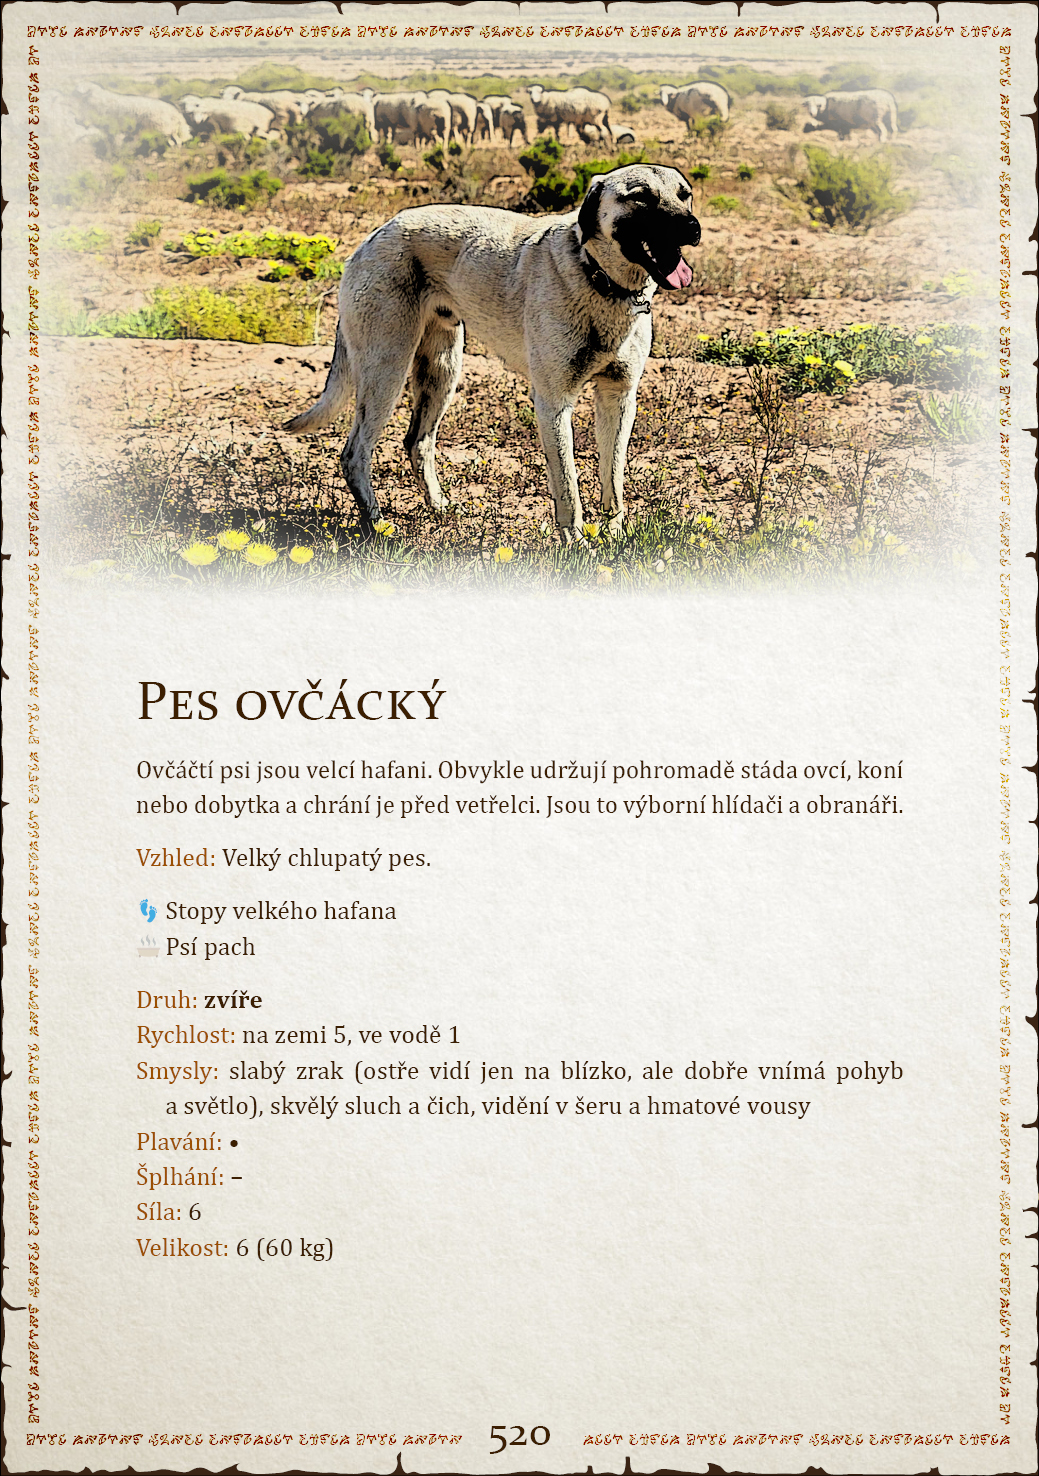 Pes ovčácký
Ovčáčtí psi jsou velcí hafani. Obvykle udržují pohromadě stáda ovcí, koní
nebo dobytka a chrání je před vetřelci. Jsou to výborní hlídači a obranáři.
Vzhled: Velký chlupatý pes.
Stopy velkého hafana
Psí pach
Druh: zvíře
Rychlost: na zemi 5, ve vodě 1
Smysly: slabý zrak (ostře vidí jen na blízko, ale dobře vnímá pohyb
a světlo), skvělý sluch a čich, vidění v šeru a hmatové vousy
Plavání: •
Šplhání: –
Síla: 6
Velikost: 6 (60 kg)
520